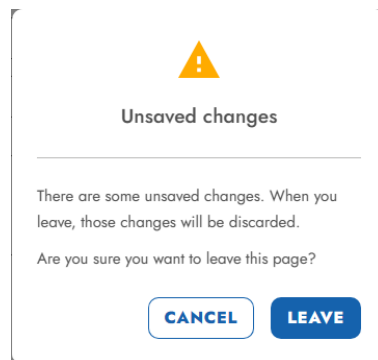 Unsaved changes
There are some unsaved changes. When you
leave, those changes will be discarded.
Are you sure you want to leave this page?
CANCEL LEAVE